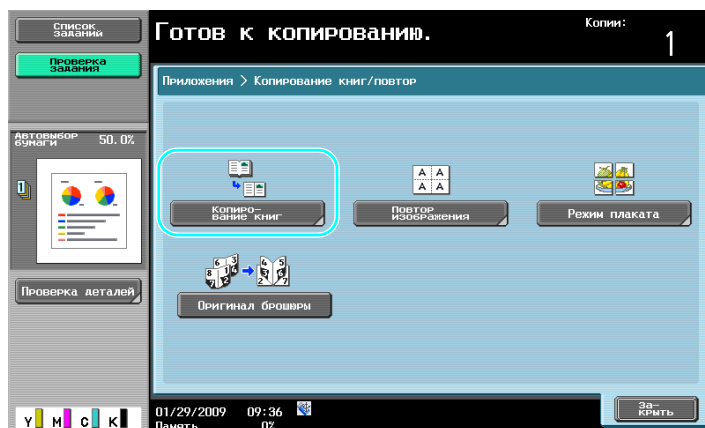 Список
заданий
Проверка
задания
Готов к копированию.
Копии:
1
Приложения > Копирование книг/повтор
Автовыбор
бумаги
50.0%
1
Копиро-
вание книг
A A
A A
Повтор
изображения
Режим плаката
Проверка деталей
Оригинал брошюры
01/29/2009 09:36
Память 0%
За-
крыть
Y M C K